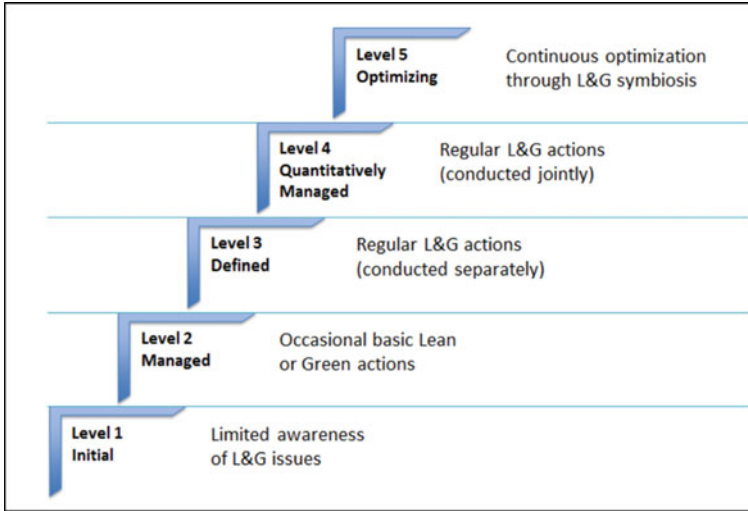 Level 5
Optimizing
Continuous optimization
through L&G symbiosis
Level 4
Quantitatively
Managed
Regular L&G actions
(conducted jointly)
Level 3
Defined
Regular L&G actions
(conducted separately)
Level 2
Managed
Occasional basic Lean
or Green actions
Level 1
Initial
Limited awareness
of L&G issues